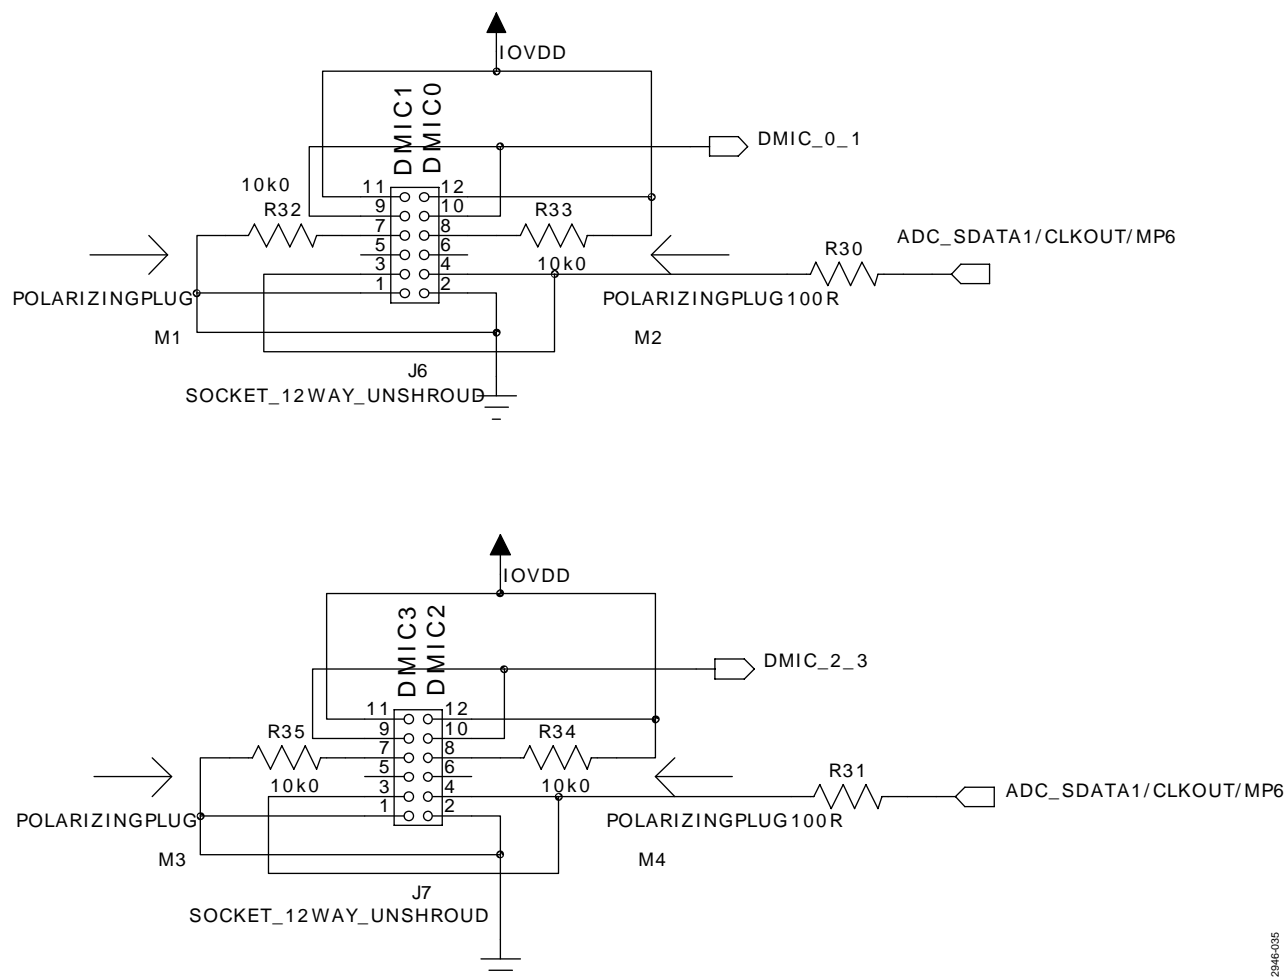 IOVDD
DMIC1
DMIC0
DMIC_0_1
10k0
11 12
R32
9 10
R33
7 8
5 6
ADC_SDATA1/CLKOUT/MP6
R30
3 4
10k0
1 2
POLARIZINGPLUG
POLARIZINGPLUG100R
M1
M2
J6
SOCKET_12WAY_UNSHROUD
IOVDD
DMIC3
DMIC2
DMIC_2_3
11 12
R35
9 10
R34
7 8
5 6
R31
10k0
3 4
10k0
ADC_SDATA1/CLKOUT/MP6
1 2
POLARIZINGPLUG
POLARIZINGPLUG100R
M3
M4
J7
SOCKET_12WAY_UNSHROUD
2946-035